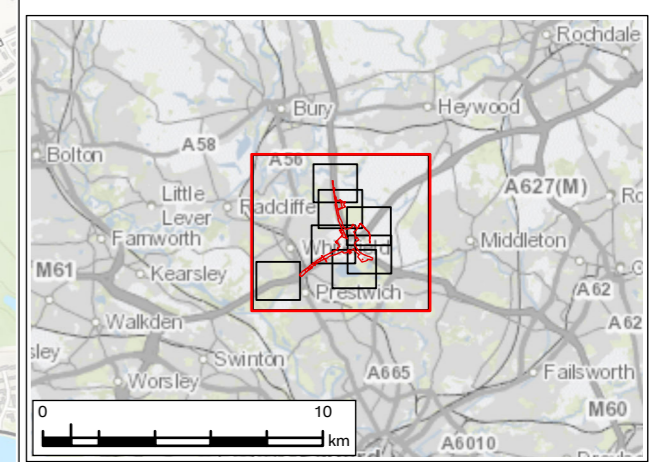 Rochdale
Bury
Heywood
A58
Bolton
A56
A627(M)
Little
Lever
Radcliffe
Farnworth
Middleton
M61
Kearsley
A62
Prestwich
Walkden
A62
Swinton
A665
Failsworth
Worsley
M60
0
10
km
A6010